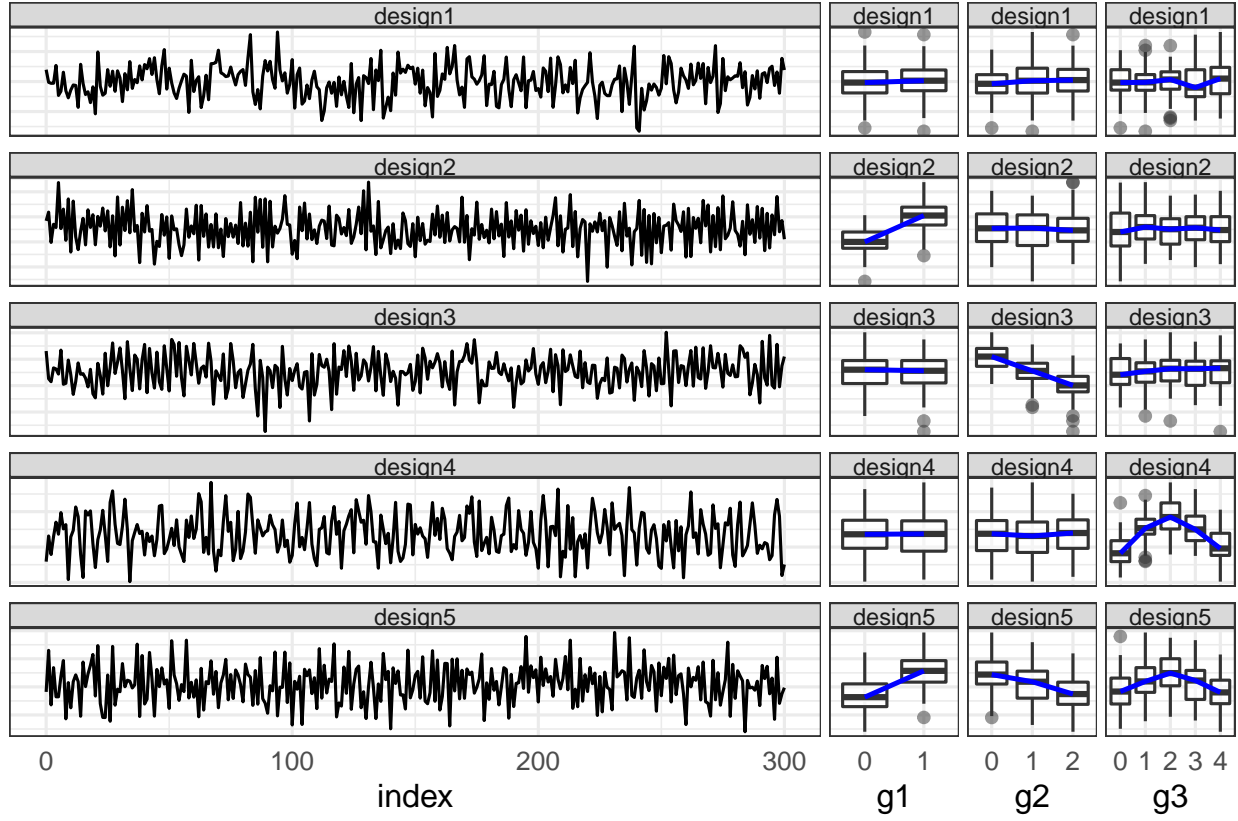 design1 design1 design1 design1
design2 design2 design2 design2
design3 design3 design3 design3
design4 design4 design4 design4
design5 design5 design5 design5
0 100 200 300 0 1 0 1 2 0 1 2 3 4
index g1 g2 g3